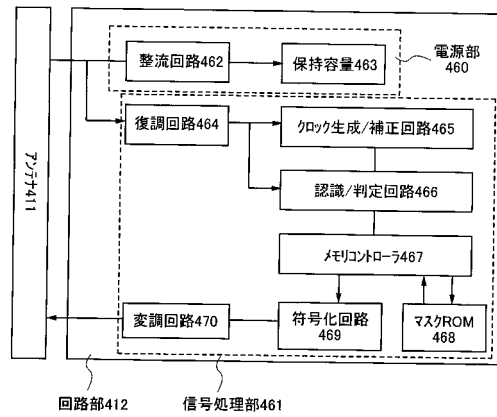 整流回路462
保持容量463
電源部
460
復調回路464
クロック生成/補正回路465
認識/判定回路466
アンテナ411
メモリコントローラ467
変調回路470
符号化回路
469
マスクROM
468
回路部412
信号処理部461